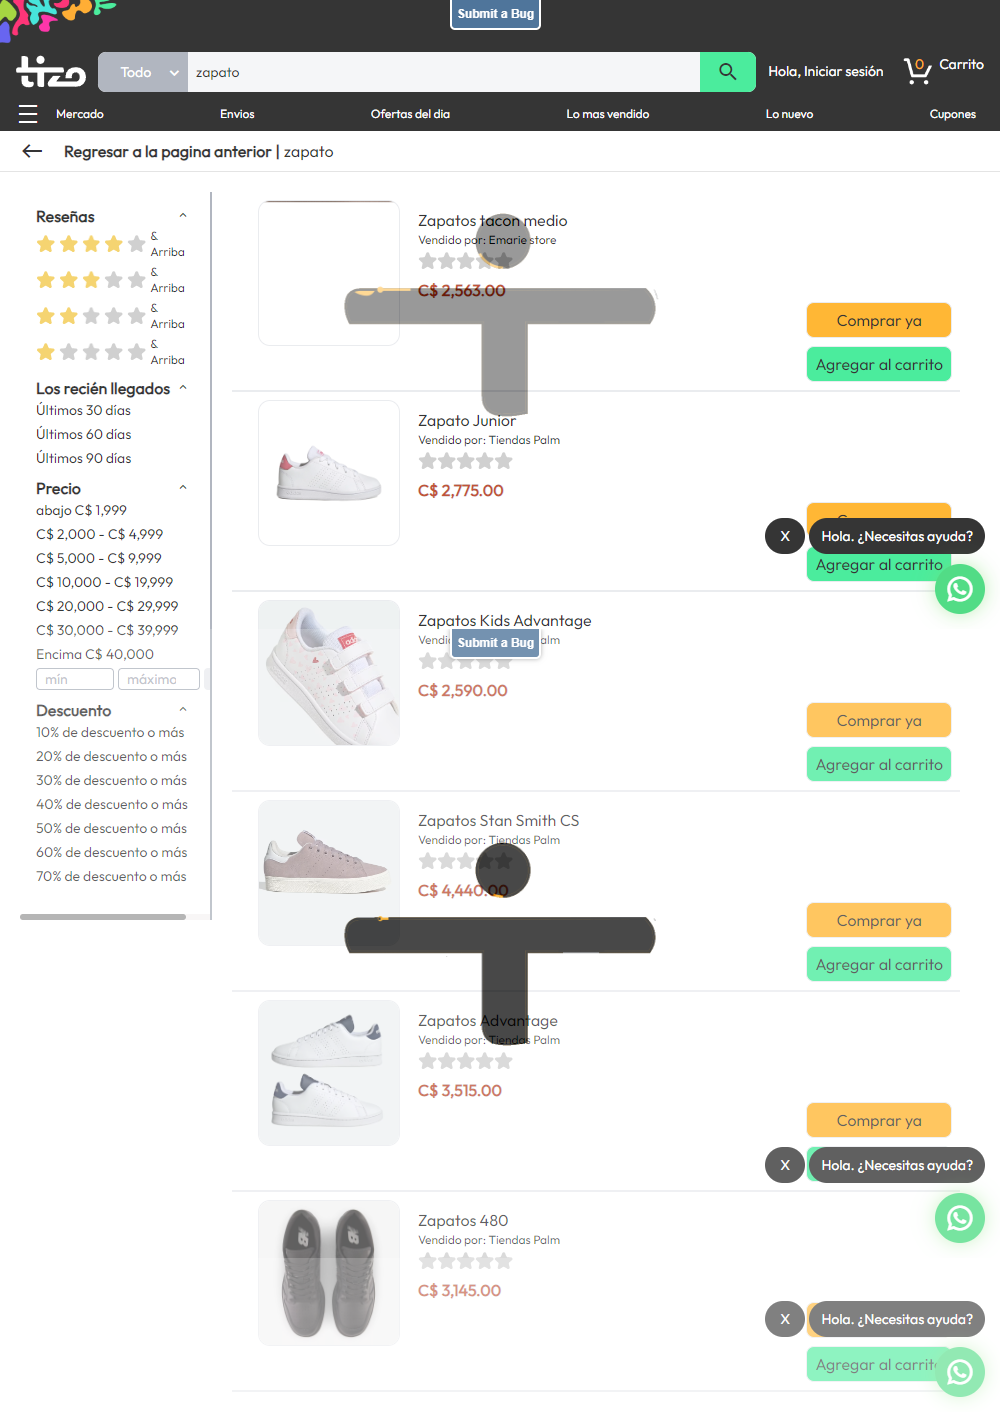 Submit a Bug
tizo
Todo
zapato
Hola, Iniciar sesión
0
Carrito
Mercado
Envios
Ofertas del dia
Lo mas vendido
Lo nuevo
Cupones
Regresar a la pagina anterior | zapato
Reseñas
& Arriba
& Arriba
& Arriba
& Arriba
Los recién llegados
Últimos 30 días
Últimos 60 días
Últimos 90 días
Precio
abajo C$ 1,999
C$ 2,000 - C$ 4,999
C$ 5,000 - C$ 9,999
C$ 10,000 - C$ 19,999
C$ 20,000 - C$ 29,999
C$ 30,000 - C$ 39,999
Encima C$ 40,000
mín
máximo
Descuento
10% de descuento o más
20% de descuento o más
30% de descuento o más
40% de descuento o más
50% de descuento o más
60% de descuento o más
70% de descuento o más
Zapatos tacon medio
Vendido por: Emarie store
C$ 2,563.00
Comprar ya
Agregar al carrito
Zapato Junior
Vendido por: Tiendas Palm
C$ 2,775.00
X
Hola. ¿Necesitas ayuda?
Agregar al carrito
Zapatos Kids Advantage
Submit a Bug
C$ 2,590.00
Comprar ya
Agregar al carrito
Zapatos Stan Smith CS
Vendido por: Tiendas Palm
C$ 4,440.00
Comprar ya
Agregar al carrito
Zapatos Advantage
Vendido por: Tiendas Palm
C$ 3,515.00
Comprar ya
X
Hola. ¿Necesitas ayuda?
Zapatos 480
Vendido por: Tiendas Palm
C$ 3,145.00
X
Hola. ¿Necesitas ayuda?
Agregar al carrito